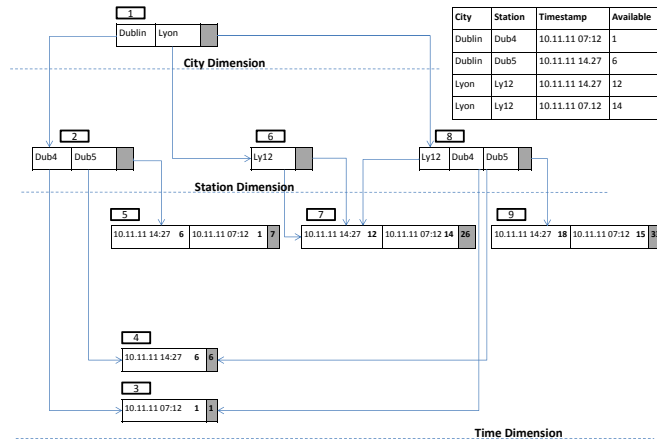 1
Dublin Lyon
City Dimension
City Station Timestamp Available
Dublin Dub4 10.11.11 07:12 1
Dublin Dub5 10.11.11 14.27 6
Lyon Ly12 10.11.11 14.27 12
Lyon Ly12 10.11.11 07.12 14
2
Dub4 Dub5
6
Ly12
8
Ly12 Dub4 Dub5
Station Dimension
5
10.11.11 14:27 6 10.11.11 07:12 1 7
7
10.11.11 14:27 12 10.11.11 07:12 14 26
9
10.11.11 14:27 18 10.11.11 07:12 15
4
10.11.11 14:27 6 6
3
10.11.11 07:12 1 1
Time Dimension